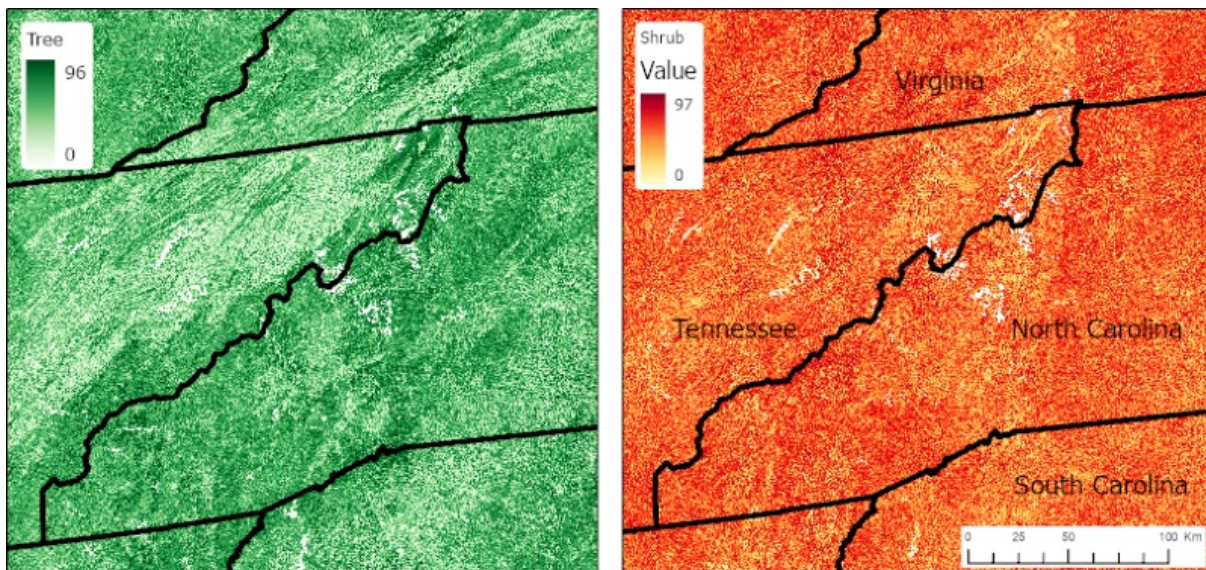 Tree
96
0
Shrub
Value
97
0
Virginia
Tennessee
North Carolina
South Carolina
0 25 50 100 Km